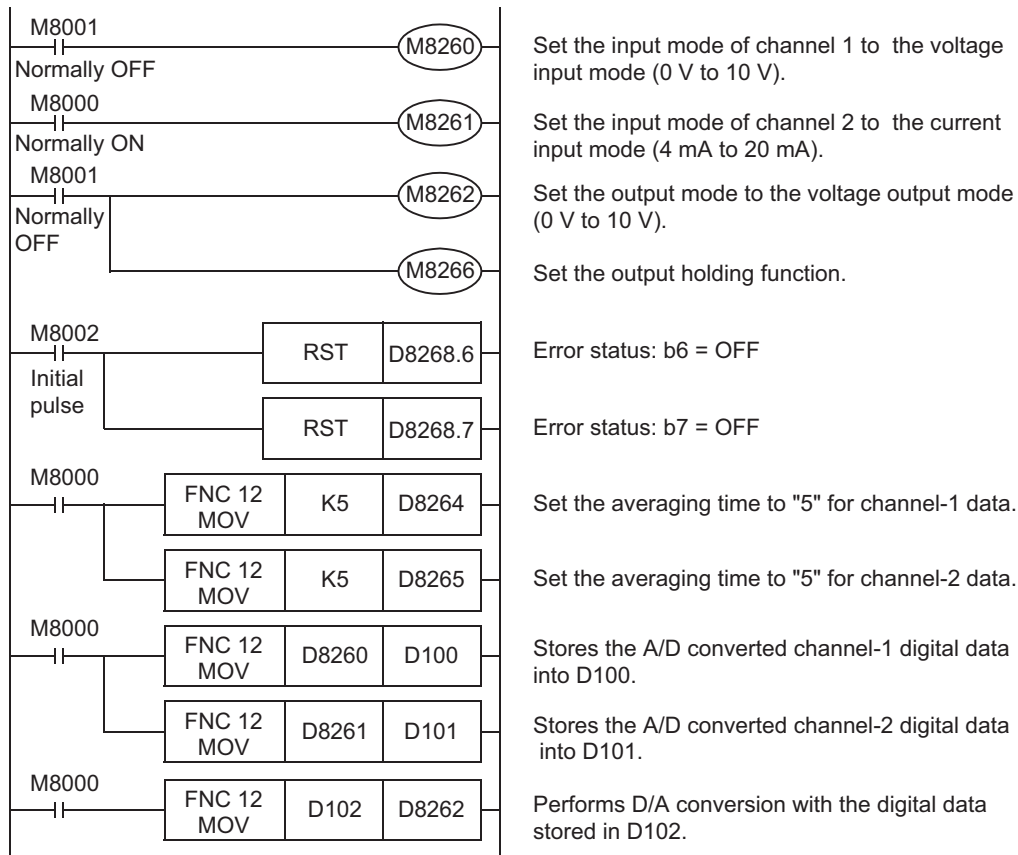 M8001
M8260
Normally OFF
Set the input mode of channel 1 to the voltage
input mode (0 V to 10 V).
M8000
M8261
Normally ON
Set the input mode of channel 2 to the current
input mode (4 mA to 20 mA).
M8001
M8262
Normally
OFF
Set the output mode to the voltage output mode
(0 V to 10 V).
M8266
Set the output holding function.
M8002
Initial
pulse
RST D8268.6
Error status: b6 = OFF
RST D8268.7
Error status: b7 = OFF
M8000
FNC 12
MOV
K5 D8264
Set the averaging time to "5" for channel-1 data.
FNC 12
MOV
K5 D8265
Set the averaging time to "5" for channel-2 data.
M8000
FNC 12
MOV
D8260 D100
Stores the A/D converted channel-1 digital data
into D100.
FNC 12
MOV
D8261 D101
Stores the A/D converted channel-2 digital data
into D101.
M8000
FNC 12
MOV
D102 D8262
Performs D/A conversion with the digital data
stored in D102.